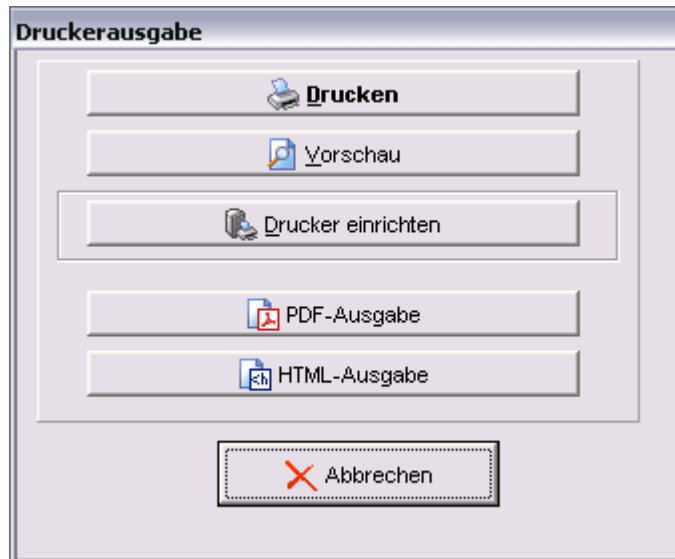 Druckerausgabe
Drucken
Vorschau
Drucker einrichten
PDF-Ausgabe
<h
HTML-Ausgabe
Abbrechen